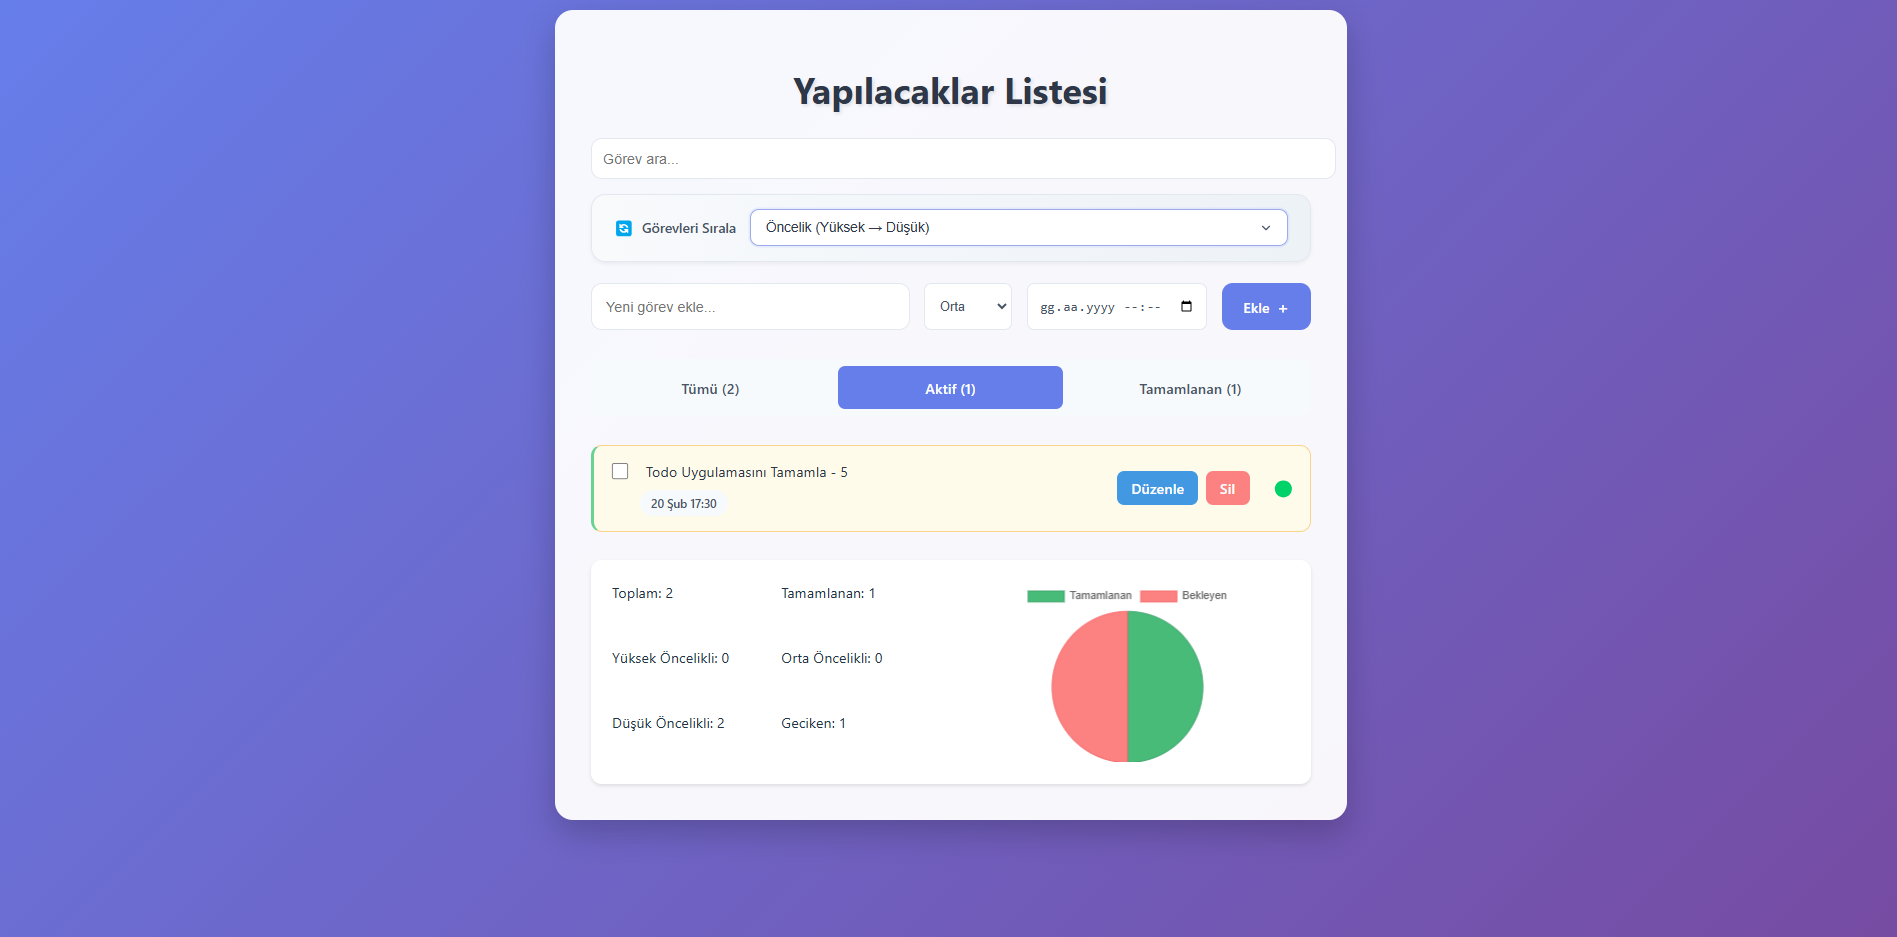 Yapılacaklar Listesi
Görev ara...
Görevleri Sırala
Öncelik (Yüksek → Düşük)
Yeni görev ekle...
Orta
gg.aa.yyyy --:--
Ekle +
Tümü (2)
Aktif (1)
Tamamlanan (1)
Todo Uygulamasını Tamamla - 5
20 Şub 17:30
Düzenle
Sil
Toplam: 2
Tamamlanan: 1
Yüksek Öncelikli: 0
Orta Öncelikli: 0
Düşük Öncelikli: 2
Geciken: 1
Tamamlanan
Bekleyen